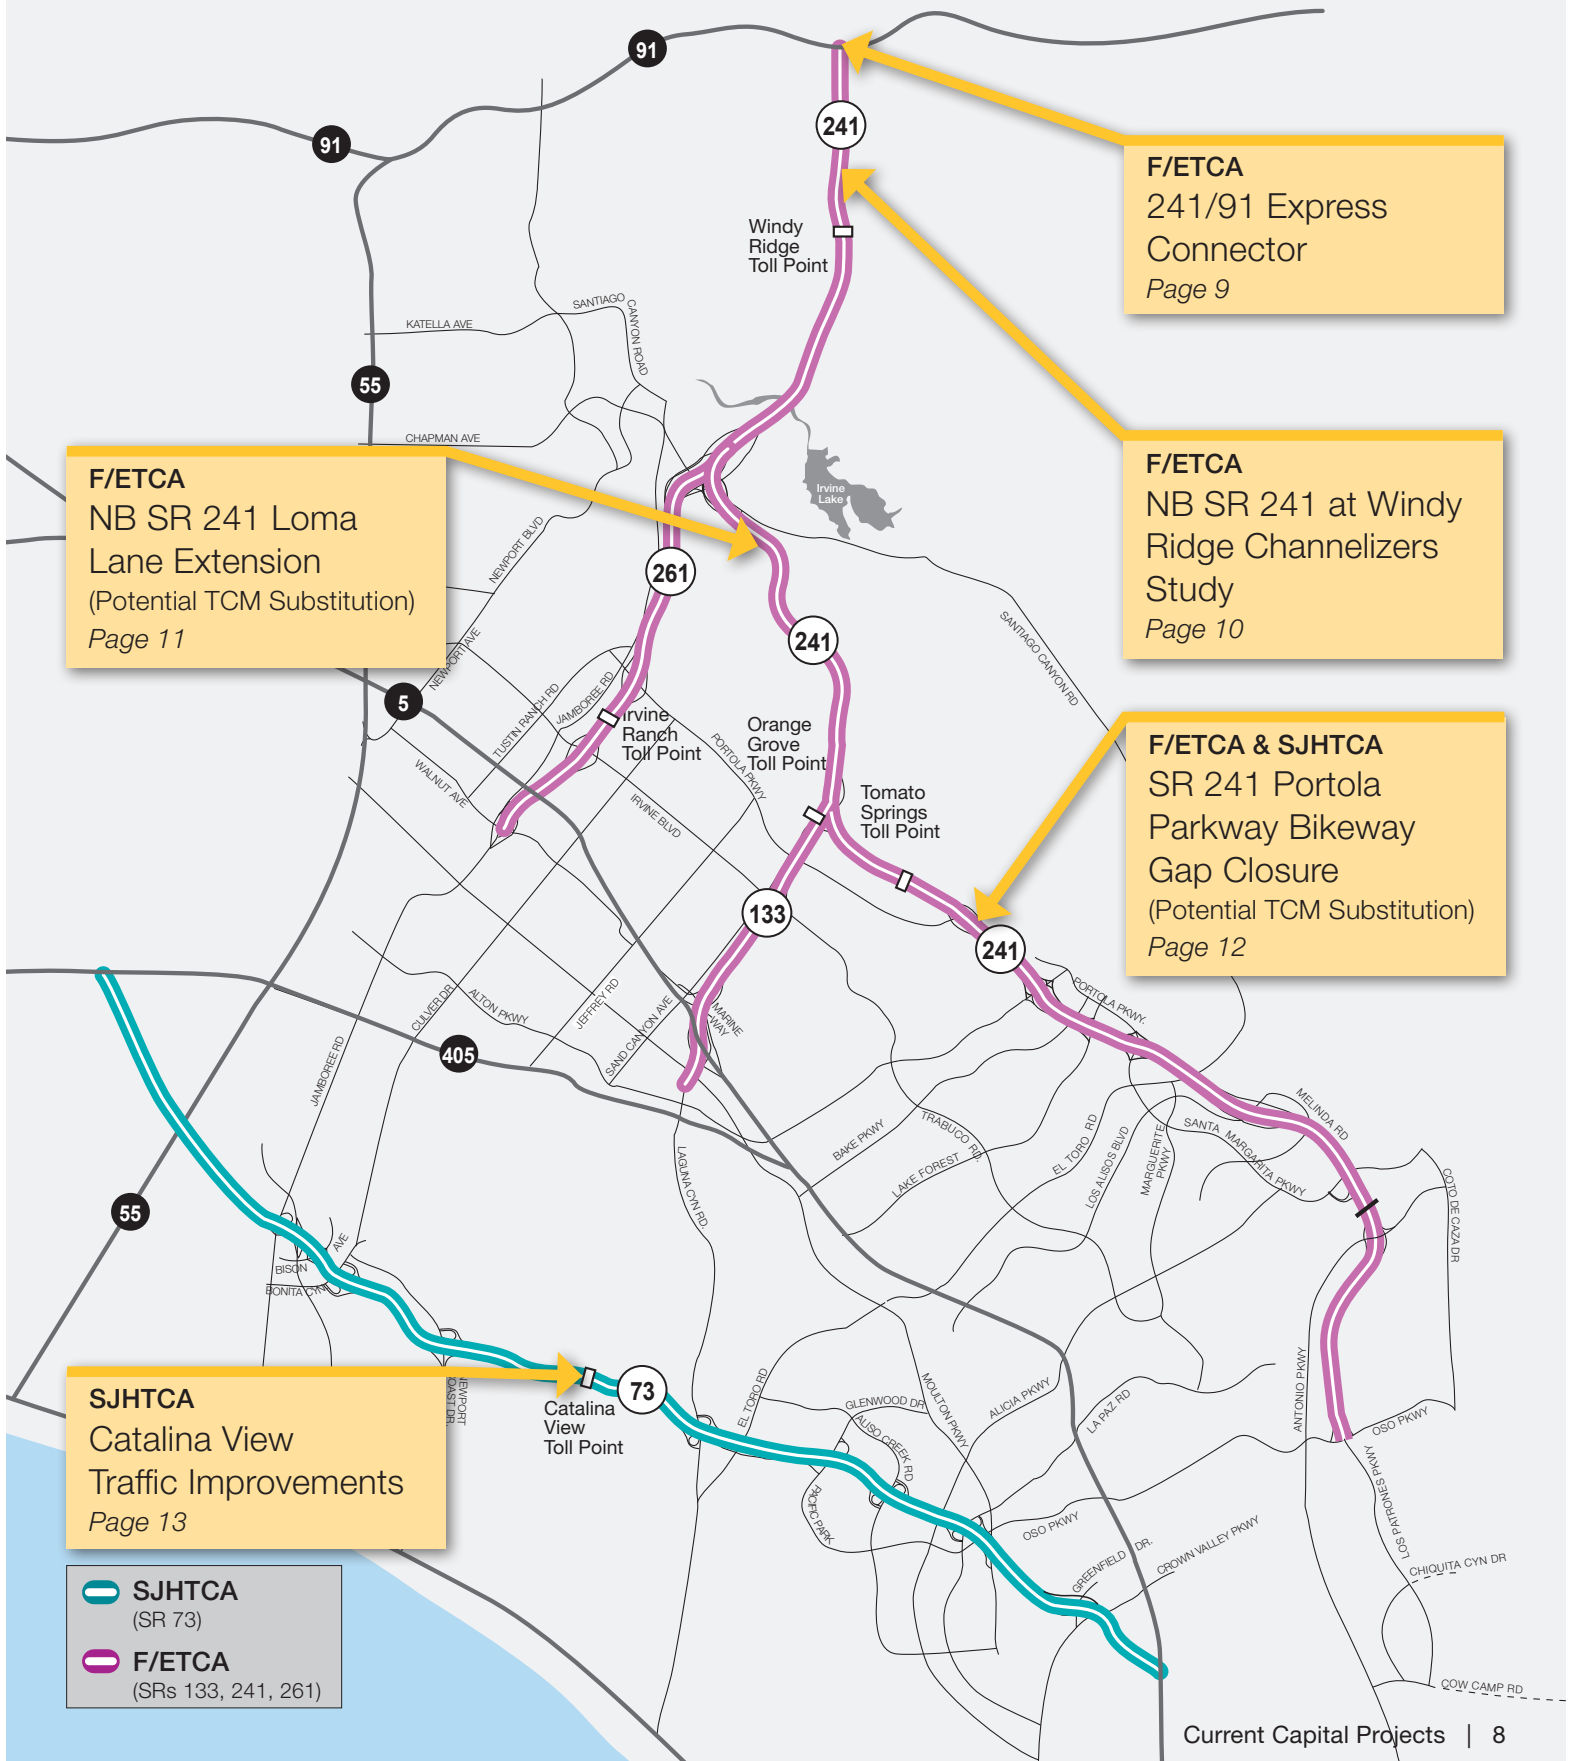 91
91
241
F/ETCA
241/91 Express
Connector
Page 9
Windy
Ridge
Toll Point
SANTIAGO
CANYON ROAD
KATELLA AVE
55
CHAPMAN AVE
F/ETCA
NB SR 241 Loma
Lane Extension
(Potential TCM Substitution)
Page 11
F/ETCA
NB SR 241 at Windy
Ridge Channelizers
Study
Page 10
Irvine
Lake
NEWPORT BLVD
261
241
SANTIAGO CANYON RD
NEWPORT AVE
5
TUSTIN RANCH RD
JAMBOREE RD
Irvine
Ranch
Toll Point
PORTOLA PKWY
Orange
Grove
Toll Point
F/ETCA & SJHTCA
SR 241 Portola
Parkway Bikeway
Gap Closure
(Potential TCM Substitution)
Page 12
WALNUT AVE
IRVINE BLVD
Tomato
Springs
Toll Point
133
241
CULVER DR
ALTON PKWY
JEFFREY RD
SAND CANYON AVE
MARINE
WAY
PORTOLA PKWY.
405
JAMBOREE RD
BAKE PKWY
TRABUCO RD.
LAKE FOREST
EL TORO RD
LOS ALISOS BLVD
MARGUERITE
PKWY
SANTA MARGARITA PKWY
MELINDA RD
COTO DE CAZA DR
LAGUNA CYN RD.
55
BISON AVE
BONITA CYN
NEWPORT
COAST DR
SJHTCA
Catalina View
Traffic Improvements
Page 13
73
Catalina
View
Toll Point
EL TORO RD
GLENWOOD DR
ALISO CREEK RD
MOULTON PKWY
ALICIA PKWY
LA PAZ RD
ANTONIO PKWY
OSO PKWY
PACIFIC PARK
OSO PKWY
GREENFIELD DR.
CROWN VALLEY PKWY
LOS PATRONES PKWY
CHIQUITA CYN DR
COW CAMP RD
SJHTCA
(SR 73)
F/ETCA
(SRs 133, 241, 261)
Current Capital Projects | 8